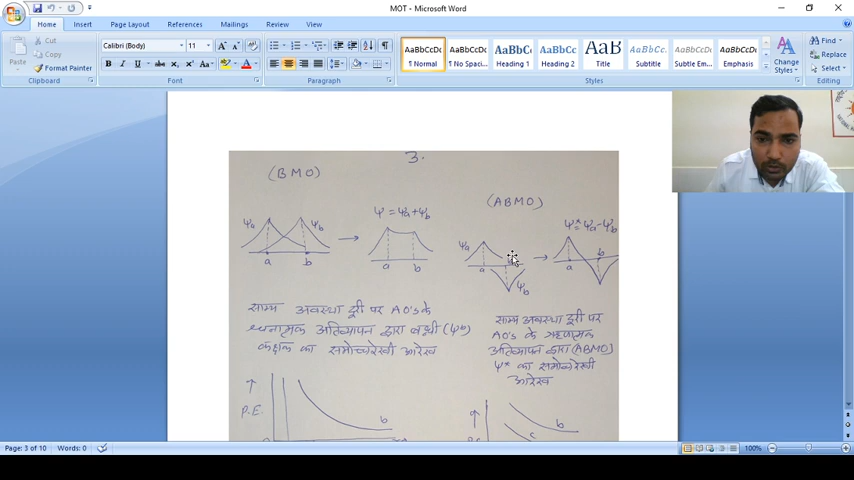 MOT - Microsoft Word
Home
Insert
Page Layout
References
Mailings
Review
View
Paste
Cut
Copy
Format Painter
Clipboard
Calibri (Body)
11
Font
Paragraph
AaBbCcDc
¶ Normal
AaBbCcDc
¶ No Spaci...
AaBbCc
Heading 1
AaBbCc
Heading 2
AaB
Title
AaBbCc.
Subtitle
AaBbCcDc
Subtle Em...
AaBbCcDc
Emphasis
Styles
Change
Styles
Find
Replace
Select
Editing
3.
(BMO)
(ABMO)
ψa
ψb
ψ = ψa + ψb
ψa
ψb
ψ* = ψa - ψb
a
b
a
b
a
a
b
साम्य अवस्था दूरी पर AO's के
धनात्मक अतिव्यापन द्वारा (ψb)
कक्षक का समोच्चरेखी आरेख
साम्य अवस्था दूरी पर
AO's के ऋणात्मक
अतिव्यापन द्वारा (ABMO)
ψ* का समोच्चरेखी
आरेख
↑
P.E.
b
↑
b
c
Page: 3 of 10
Words: 0
100%